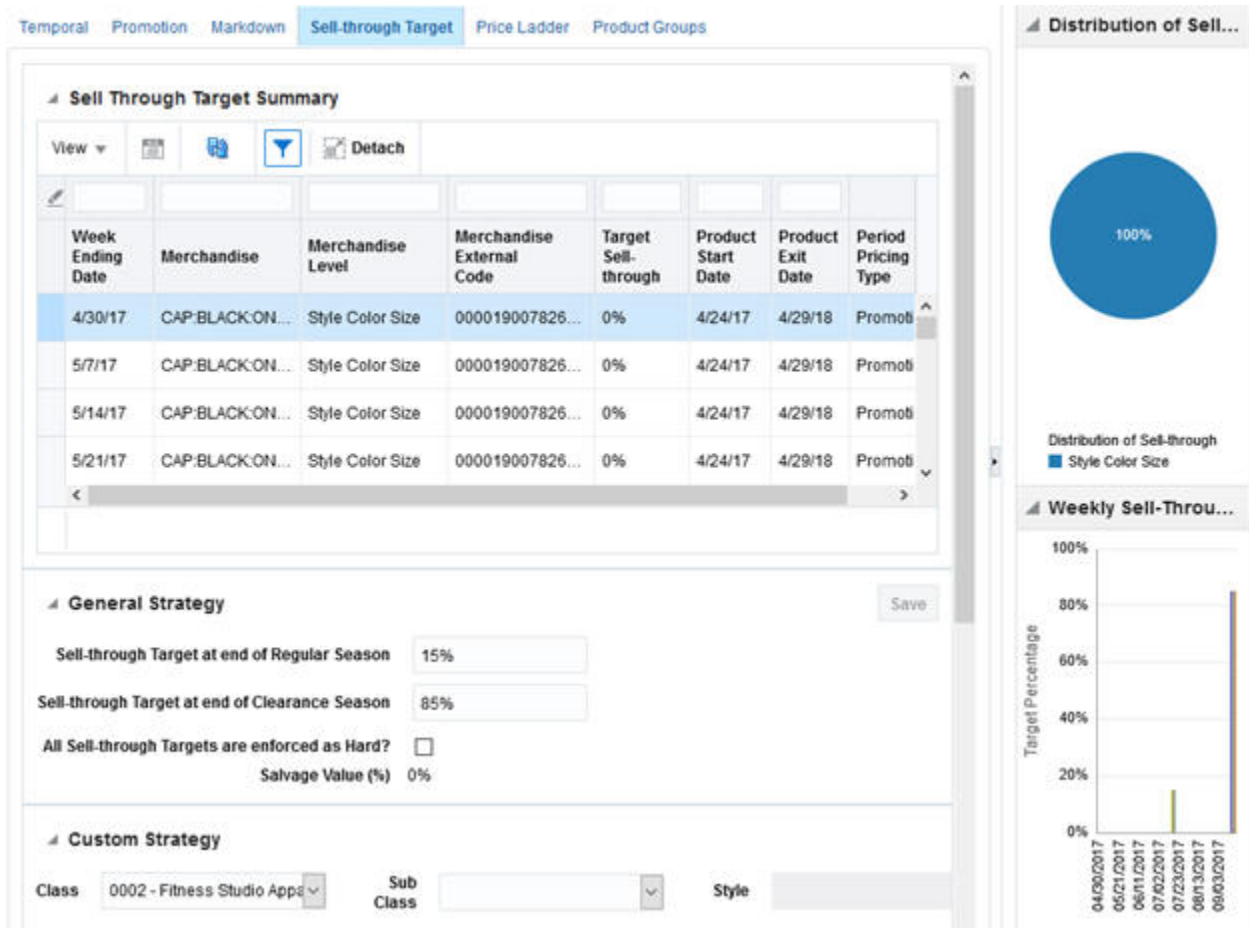 Temporal Promotion Markdown Sell-through Target Price Ladder Product Groups
Sell Through Target Summary
View Detach
Week Ending Date Merchandise Merchandise Level Merchandise External Code Target Sell-through Product Start Date Product Exit Date Period Pricing Type
4/30/17 CAP:BLACK:ON... Style Color Size 000019007826... 0% 4/24/17 4/29/18 Promoti
5/7/17 CAP:BLACK:ON... Style Color Size 000019007826... 0% 4/24/17 4/29/18 Promoti
5/14/17 CAP:BLACK:ON... Style Color Size 000019007826... 0% 4/24/17 4/29/18 Promoti
5/21/17 CAP:BLACK:ON... Style Color Size 000019007826... 0% 4/24/17 4/29/18 Promoti
General Strategy Save
Sell-through Target at end of Regular Season 15%
Sell-through Target at end of Clearance Season 85%
All Sell-through Targets are enforced as Hard?
Salvage Value (%) 0%
Custom Strategy
Class 0002 - Fitness Studio Appa Sub Class Style
Distribution of Sell...
100%
Distribution of Sell-through
Style Color Size
Weekly Sell-Throu...
Target Percentage
100%
80%
60%
40%
20%
0%
04/30/2017
05/21/2017
06/11/2017
07/02/2017
07/23/2017
08/13/2017
09/03/2017